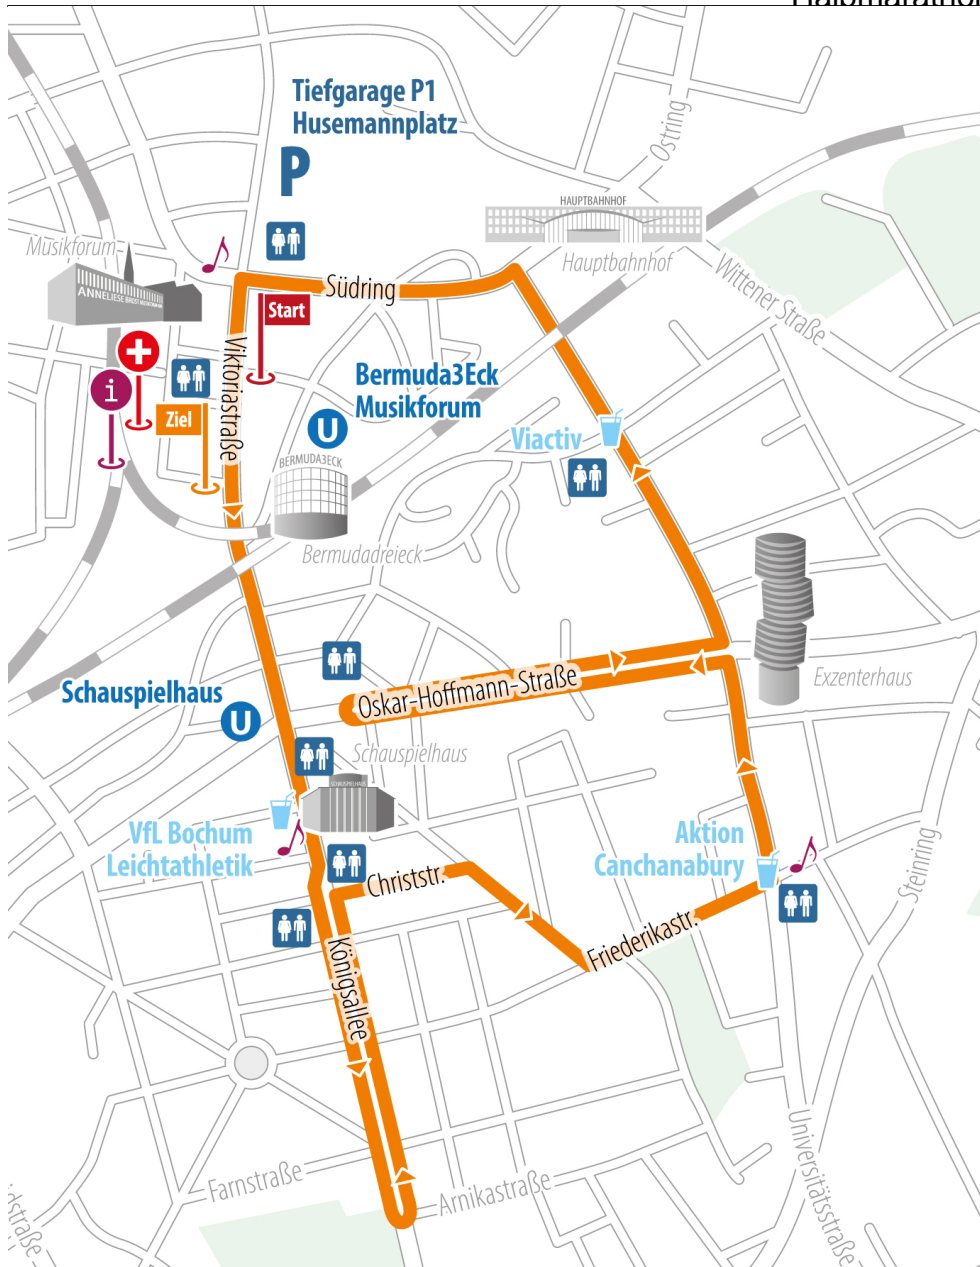 Halbmarathon
Tiefgarage P1
Husemannplatz
P
Ostring
HAUPTBAHNHOF
Hauptbahnhof
Wittener Straße
Musikforum
ANNELIESE BROST MUSIKFORUM
Südring
Start
i
Ziel
Viktoriastraße
Bermuda3Eck
Musikforum
U
BERMUDA3ECK
Bermudadreieck
Viactiv
Exzenterhaus
Oskar-Hoffmann-Straße
Schauspielhaus
U
Schauspielhaus
SCHAUSPIELHAUS
VfL Bochum
Leichtathletik
Aktion
Canchanabury
Steinring
Christstr.
Friederikastr.
Königsallee
Farnstraße
Arnikastraße
Universitätsstraße